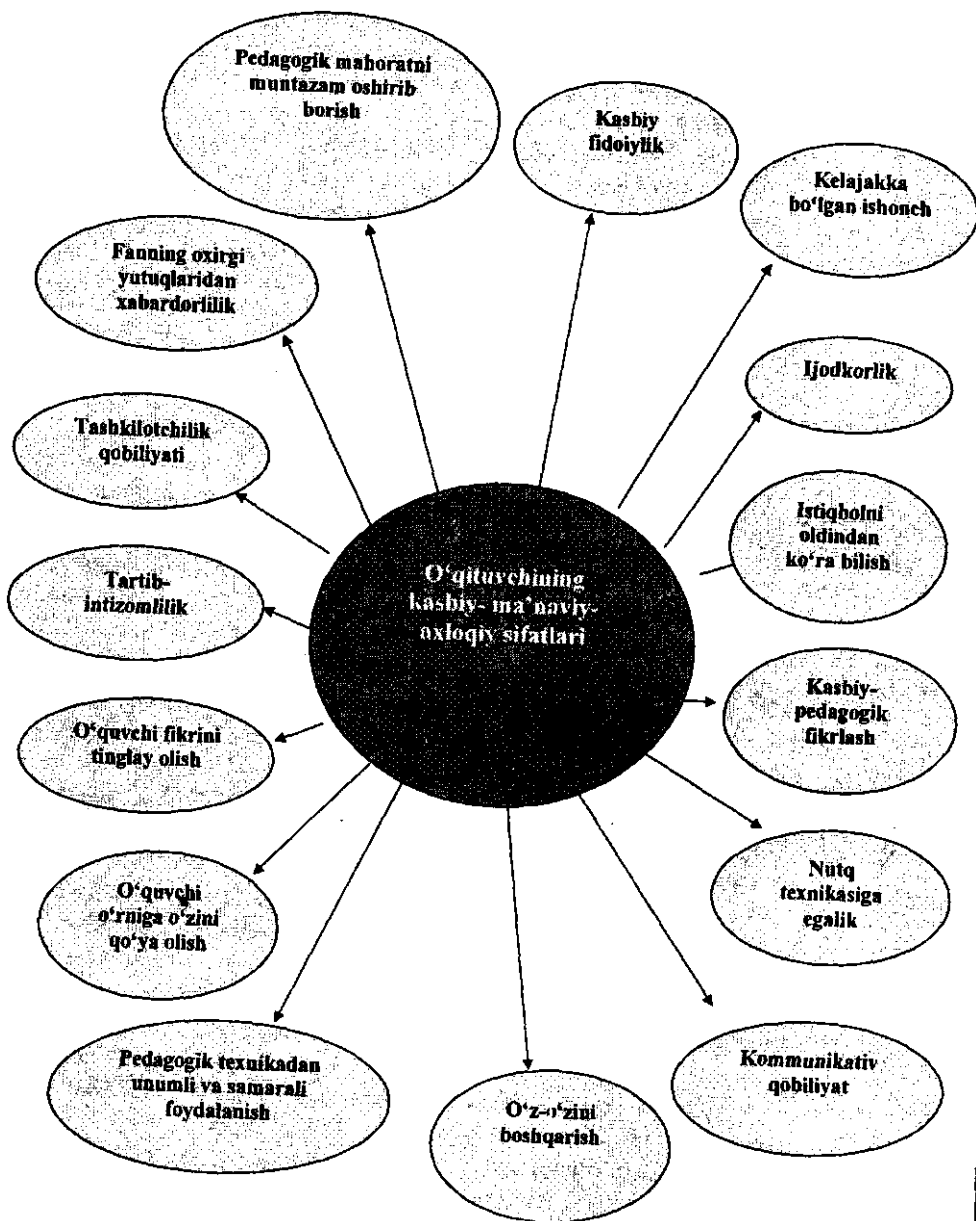 Pedagogik mahoratni
muntazam oshirib
borish
Kasbiy
fidoiylik
Kelajakka
bo‘lgan ishonch
Fanning oxirgi
yutuqlaridan
xabardorlilik
Ijodkorlik
Tashkilotchilik
qobiliyati
Istiqbolni
oldindan
ko‘ra bilish
O‘qituvchining
kasbiy- ma’naviy-
axloqiy sifatlari
Tartib-
intizomlilik
Kasbiy-
pedagogik
fikrlash
O‘quvchi fikrini
tinglay olish
Nutq
texnikasiga
egalik
O‘quvchi
o‘rniga o‘zini
qo‘ya olish
Pedagogik texnikadan
unumli va samarali
foydalanish
Kommunikativ
qobiliyat
O‘z-o‘zini
boshqarish